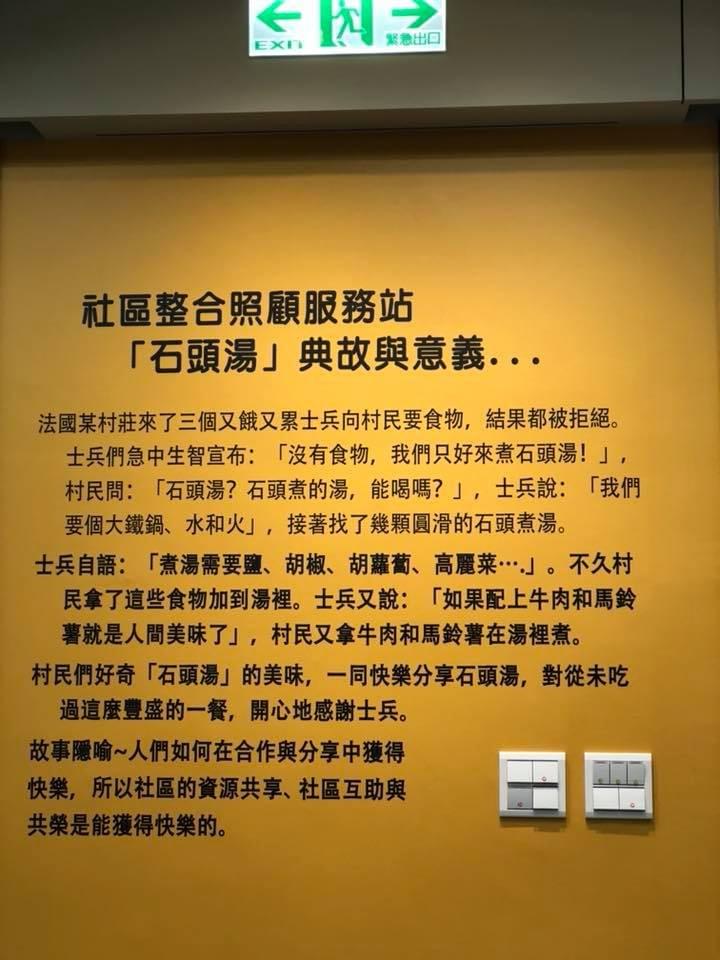 EXIT 緊急出口
社區整合照顧服務站
「石頭湯」典故與意義...
法國某村莊來了三個又餓又累士兵向村民要食物，結果都被拒絕。
士兵們急中生智宣布：「沒有食物，我們只好來煮石頭湯！」，
村民問：「石頭湯？石頭煮的湯，能喝嗎？」，士兵說：「我們
要個大鐵鍋、水和火」，接著找了幾顆圓滑的石頭煮湯。
士兵自語：「煮湯需要鹽、胡椒、胡蘿蔔、高麗菜….」。不久村
民拿了這些食物加到湯裡。士兵又說：「如果配上牛肉和馬鈴
薯就是人間美味了」，村民又拿牛肉和馬鈴薯在湯裡煮。
村民們好奇「石頭湯」的美味，一同快樂分享石頭湯，對從未吃
過這麼豐盛的一餐，開心地感謝士兵。
故事隱喻~人們如何在合作與分享中獲得
快樂，所以社區的資源共享、社區互助與
共榮是能獲得快樂的。